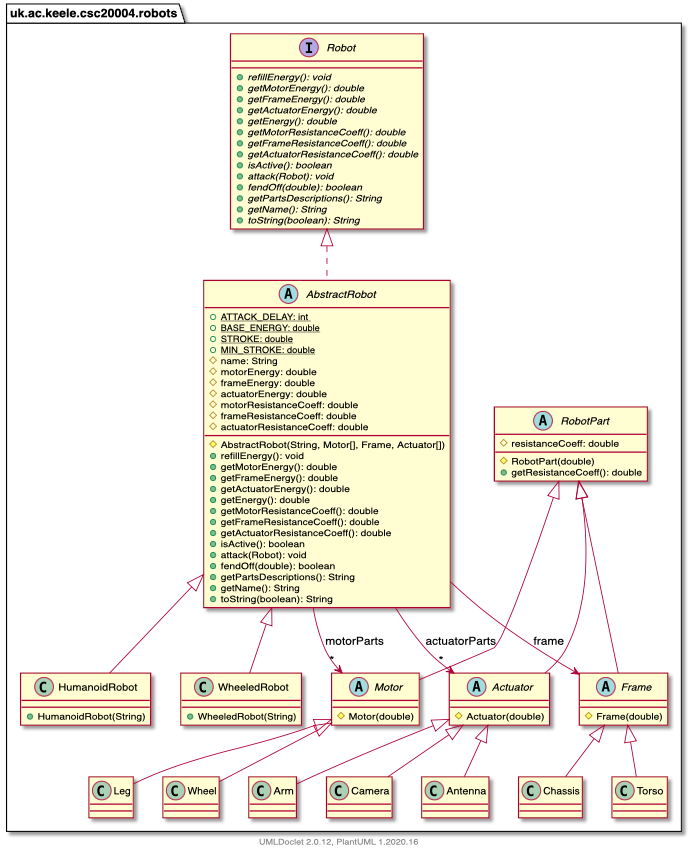 uk.ac.keele.csc20004.robots
I
Robot
refillEnergy(): void
getMotorEnergy(): double
getFrameEnergy(): double
getActuatorEnergy(): double
getEnergy(): double
getMotorResistanceCoeff(): double
getFrameResistanceCoeff(): double
getActuatorResistanceCoeff(): double
isActive(): boolean
attack(Robot): void
fendOff(double): boolean
getPartsDescriptions(): String
getName(): String
toString(boolean): String
A
AbstractRobot
ATTACK_DELAY: int
BASE_ENERGY: double
STROKE: double
MIN_STROKE: double
name: String
motorEnergy: double
frameEnergy: double
actuatorEnergy: double
motorResistanceCoeff: double
frameResistanceCoeff: double
actuatorResistanceCoeff: double
AbstractRobot(String, Motor[], Frame, Actuator[])
refillEnergy(): void
getMotorEnergy(): double
getFrameEnergy(): double
getActuatorEnergy(): double
getEnergy(): double
getMotorResistanceCoeff(): double
getFrameResistanceCoeff(): double
getActuatorResistanceCoeff(): double
isActive(): boolean
attack(Robot): void
fendOff(double): boolean
getPartsDescriptions(): String
getName(): String
toString(boolean): String
A
RobotPart
resistanceCoeff: double
RobotPart(double)
getResistanceCoeff(): double
motorParts
*
actuatorParts
*
frame
C
HumanoidRobot
HumanoidRobot(String)
C
WheeledRobot
WheeledRobot(String)
A
Motor
Motor(double)
A
Actuator
Actuator(double)
A
Frame
Frame(double)
C
Leg
C
Wheel
C
Arm
C
Camera
C
Antenna
C
Chassis
C
Torso
UMLDoclet 2.0.12, PlantUML 1.2020.16